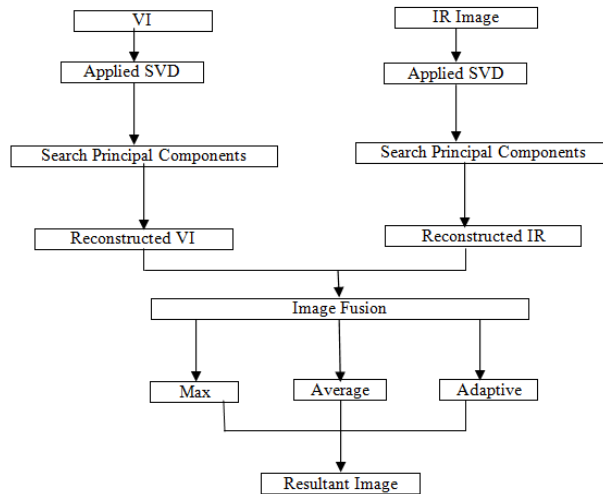 VI
IR Image
Applied SVD
Applied SVD
Search Principal Components
Search Principal Components
Reconstructed VI
Reconstructed IR
Image Fusion
Max
Average
Adaptive
Resultant Image